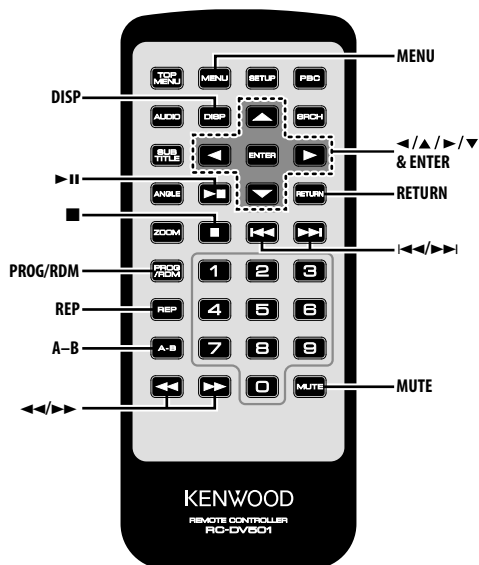 MENU
DISP
◄/▲/►/▼
& ENTER
►II
RETURN
■
I◄◄/►►I
PROG/RDM
REP
A–B
MUTE
◄◄/►►
TOP
MENU
MENU
SETUP
PBC
AUDIO
DISP
SRCH
SUB
TITLE
ENTER
ANGLE
RETURN
ZOOM
PROG
/RDM
1 2 3
REP
4 5 6
A-B
7 8 9
0
MUTE
KENWOOD
REMOTE CONTROLLER
RC-DV501